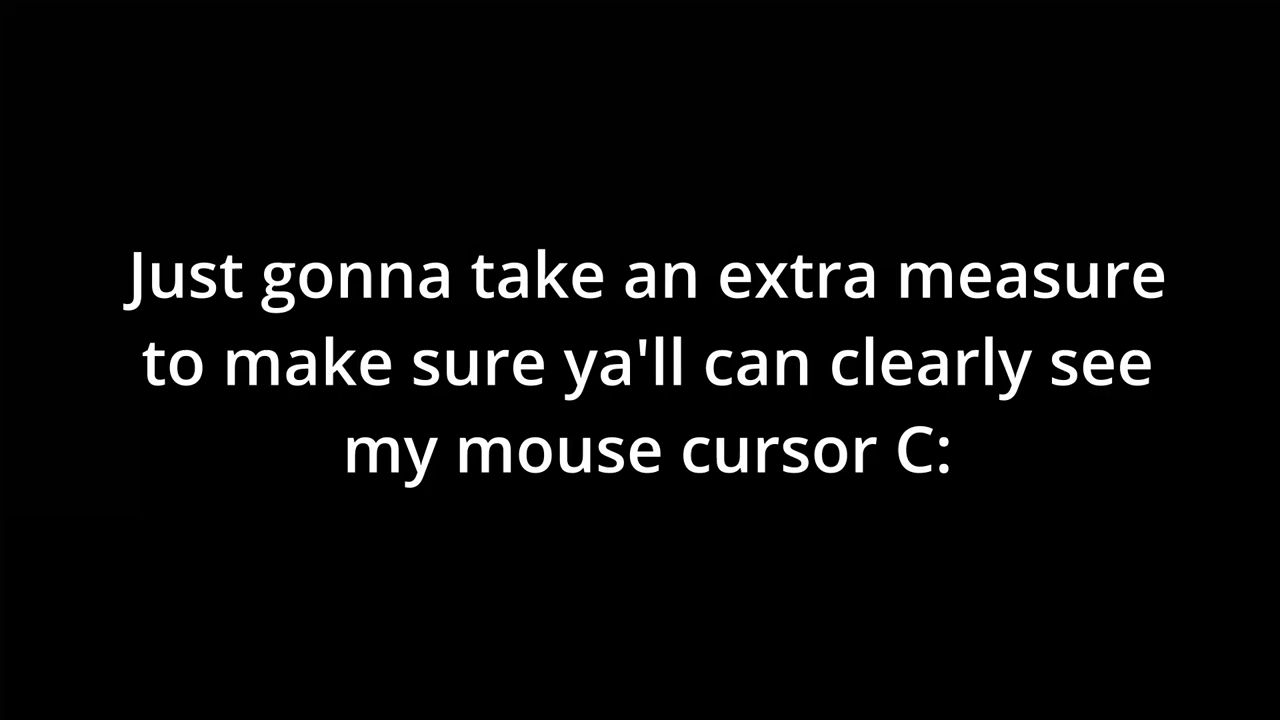 Just gonna take an extra measure
to make sure ya'll can clearly see
my mouse cursor C: